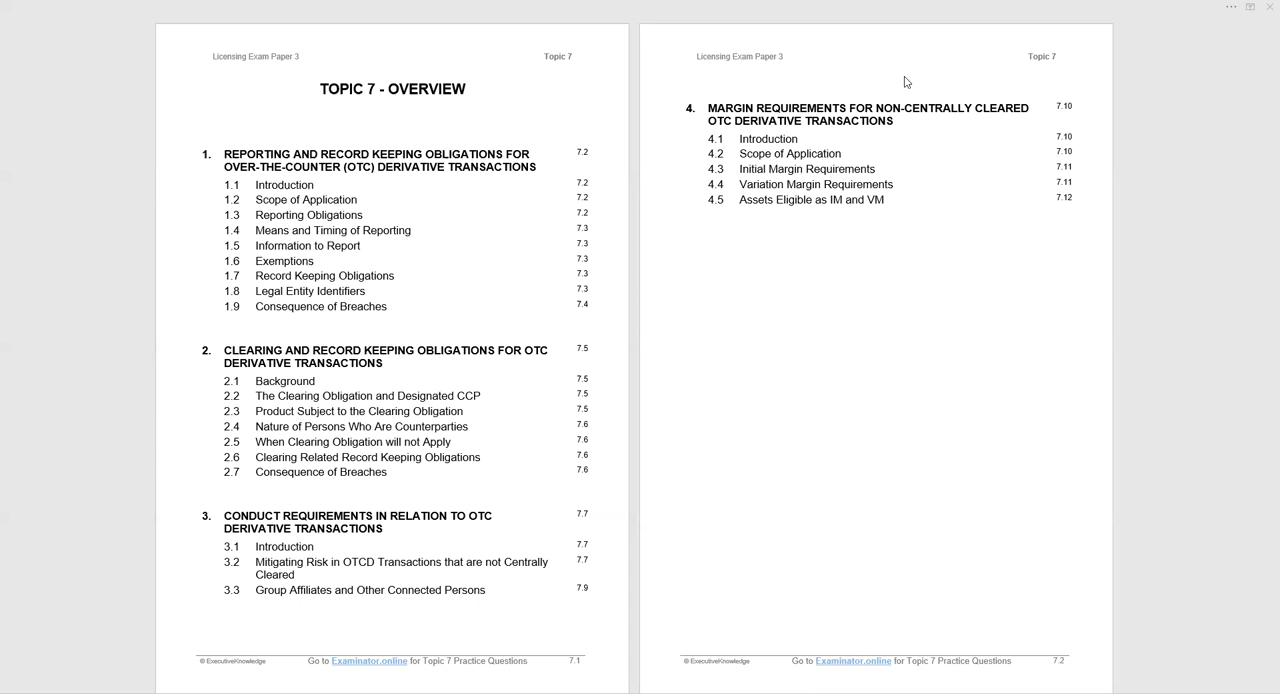 Licensing Exam Paper 3 Topic 7
TOPIC 7 - OVERVIEW
1. REPORTING AND RECORD KEEPING OBLIGATIONS FOR 7.2
OVER-THE-COUNTER (OTC) DERIVATIVE TRANSACTIONS
1.1 Introduction 7.2
1.2 Scope of Application 7.2
1.3 Reporting Obligations 7.2
1.4 Means and Timing of Reporting 7.3
1.5 Information to Report 7.3
1.6 Exemptions 7.3
1.7 Record Keeping Obligations 7.3
1.8 Legal Entity Identifiers 7.3
1.9 Consequence of Breaches 7.4
2. CLEARING AND RECORD KEEPING OBLIGATIONS FOR OTC 7.5
DERIVATIVE TRANSACTIONS
2.1 Background 7.5
2.2 The Clearing Obligation and Designated CCP 7.5
2.3 Product Subject to the Clearing Obligation 7.5
2.4 Nature of Persons Who Are Counterparties 7.6
2.5 When Clearing Obligation will not Apply 7.6
2.6 Clearing Related Record Keeping Obligations 7.6
2.7 Consequence of Breaches 7.6
3. CONDUCT REQUIREMENTS IN RELATION TO OTC 7.7
DERIVATIVE TRANSACTIONS
3.1 Introduction 7.7
3.2 Mitigating Risk in OTCD Transactions that are not Centrally 7.7
Cleared
3.3 Group Affiliates and Other Connected Persons 7.9
© ExecutiveKnowledge Go to Examinator.online for Topic 7 Practice Questions 7.1
Licensing Exam Paper 3 Topic 7
4. MARGIN REQUIREMENTS FOR NON-CENTRALLY CLEARED 7.10
OTC DERIVATIVE TRANSACTIONS
4.1 Introduction 7.10
4.2 Scope of Application 7.10
4.3 Initial Margin Requirements 7.11
4.4 Variation Margin Requirements 7.11
4.5 Assets Eligible as IM and VM 7.12
© ExecutiveKnowledge Go to Examinator.online for Topic 7 Practice Questions 7.2